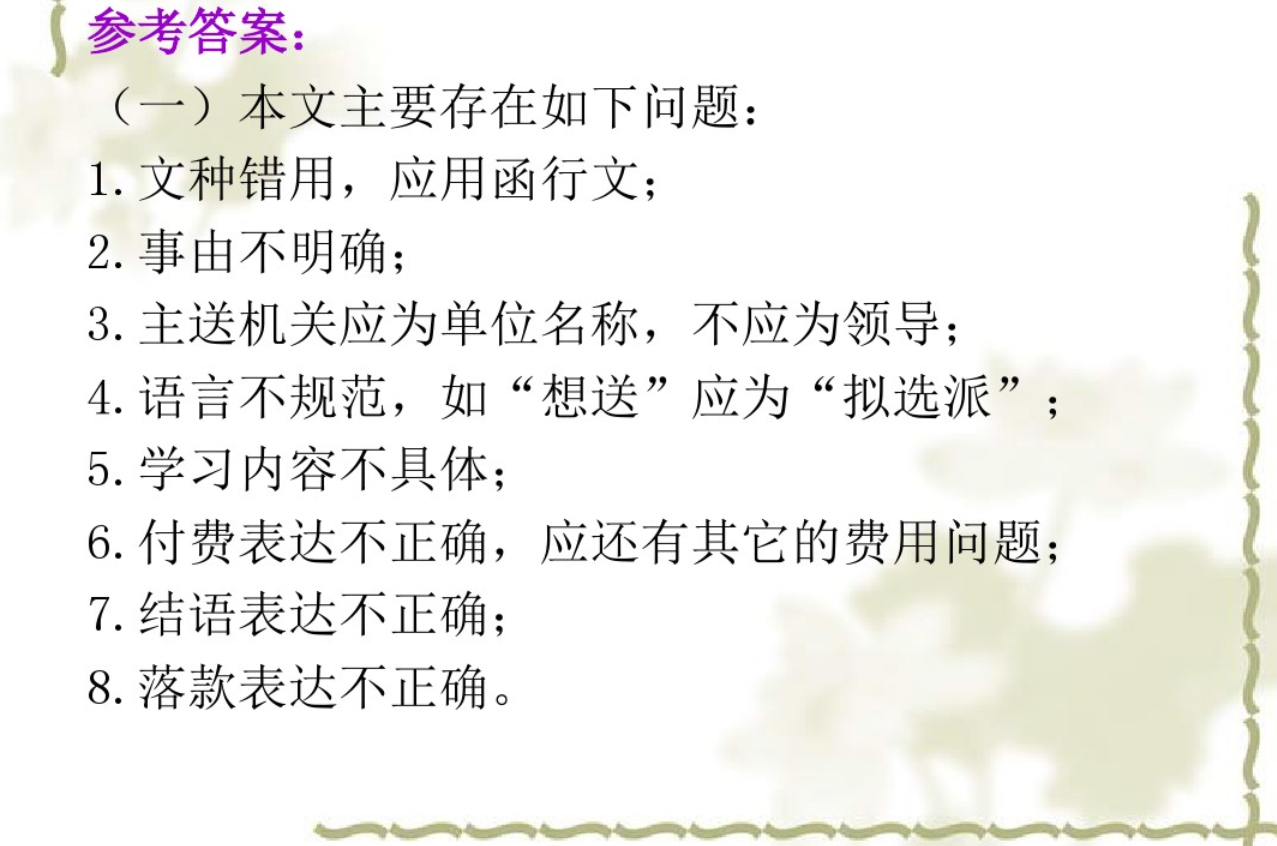 参考答案：
（一）本文主要存在如下问题：
1.文种错用，应用函行文；
2.事由不明确；
3.主送机关应为单位名称，不应为领导；
4.语言不规范，如“想送”应为“拟选派”；
5.学习内容不具体；
6.付费表达不正确，应还有其它的费用问题；
7.结语表达不正确；
8.落款表达不正确。